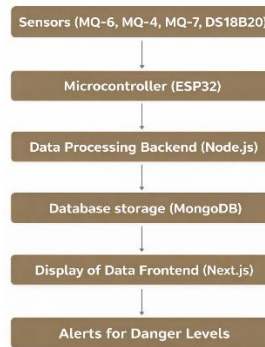 Sensors (MQ-6, MQ-4, MQ-7, DS18B20)
Microcontroller (ESP32)
Data Processing Backend (Node.js)
Database storage (MongoDB)
Display of Data Frontend (Next.js)
Alerts for Danger Levels